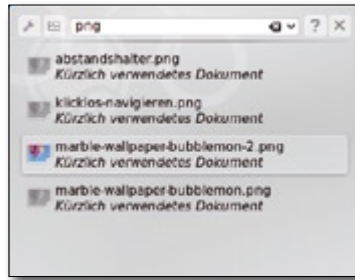 png
abstandshalter.png
Kürzlich verwendetes Dokument
klicklos-navigieren.png
Kürzlich verwendetes Dokument
marble-wallpaper-bubblemon-2.png
Kürzlich verwendetes Dokument
marble-wallpaper-bubblemon.png
Kürzlich verwendetes Dokument